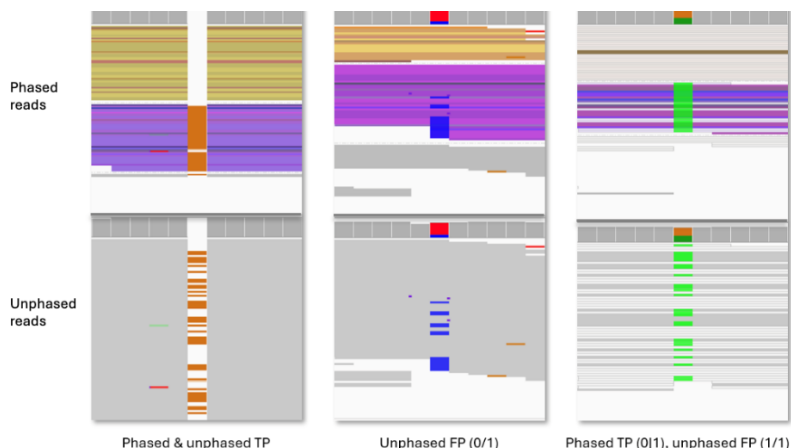 Phased
reads
Unphased
reads
Phased & unphased TP
Unphased FP (0/1)
Phased TP (0|1), unphased FP (1/1)